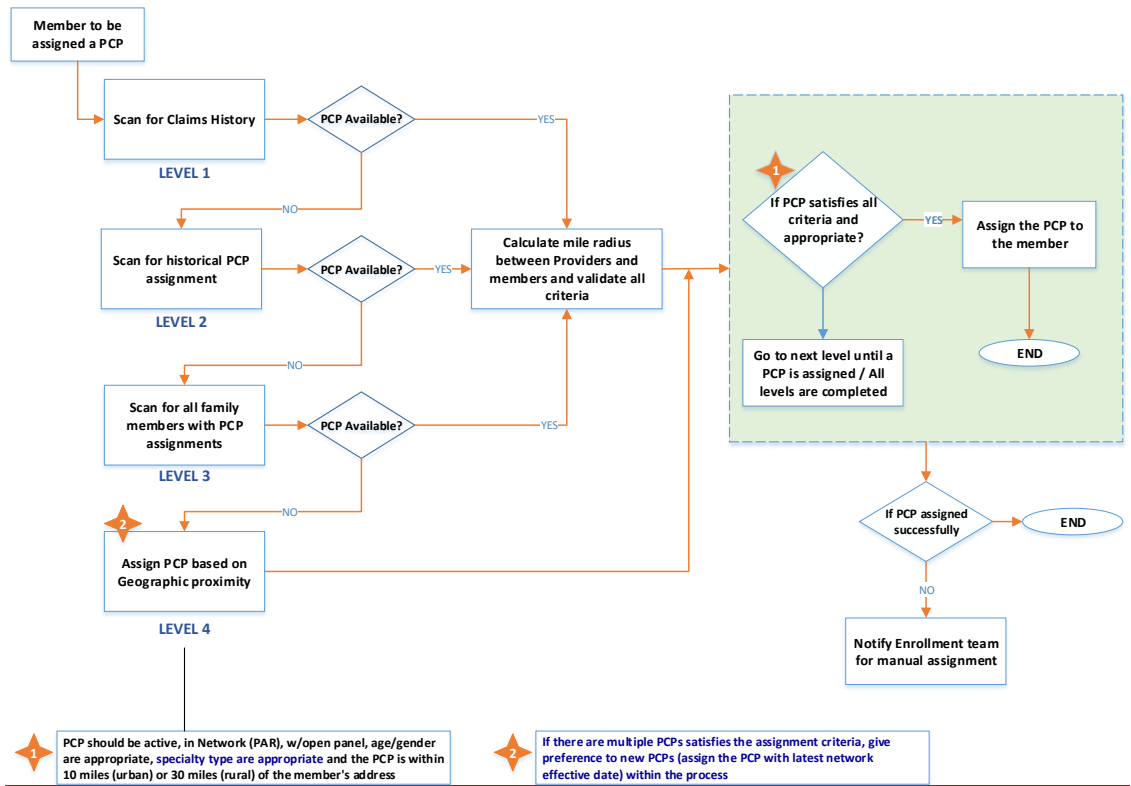 Member to be
assigned a PCP
Scan for Claims History
LEVEL 1
PCP Available?
YES
NO
Scan for historical PCP
assignment
LEVEL 2
PCP Available?
YES
NO
Scan for all family
members with PCP
assignments
LEVEL 3
PCP Available?
YES
NO
2
Assign PCP based on
Geographic proximity
LEVEL 4
Calculate mile radius
between Providers and
members and validate all
criteria
1
If PCP satisfies all
criteria and
appropriate?
YES
Assign the PCP to
the member
END
Go to next level until a
PCP is assigned / All
levels are completed
If PCP assigned
successfully
END
NO
Notify Enrollment team
for manual assignment
1
PCP should be active, in Network (PAR), w/open panel, age/gender
are appropriate, specialty type are appropriate and the PCP is within
10 miles (urban) or 30 miles (rural) of the member's address
2
If there are multiple PCPs satisfies the assignment criteria, give
preference to new PCPs (assign the PCP with latest network
effective date) within the process